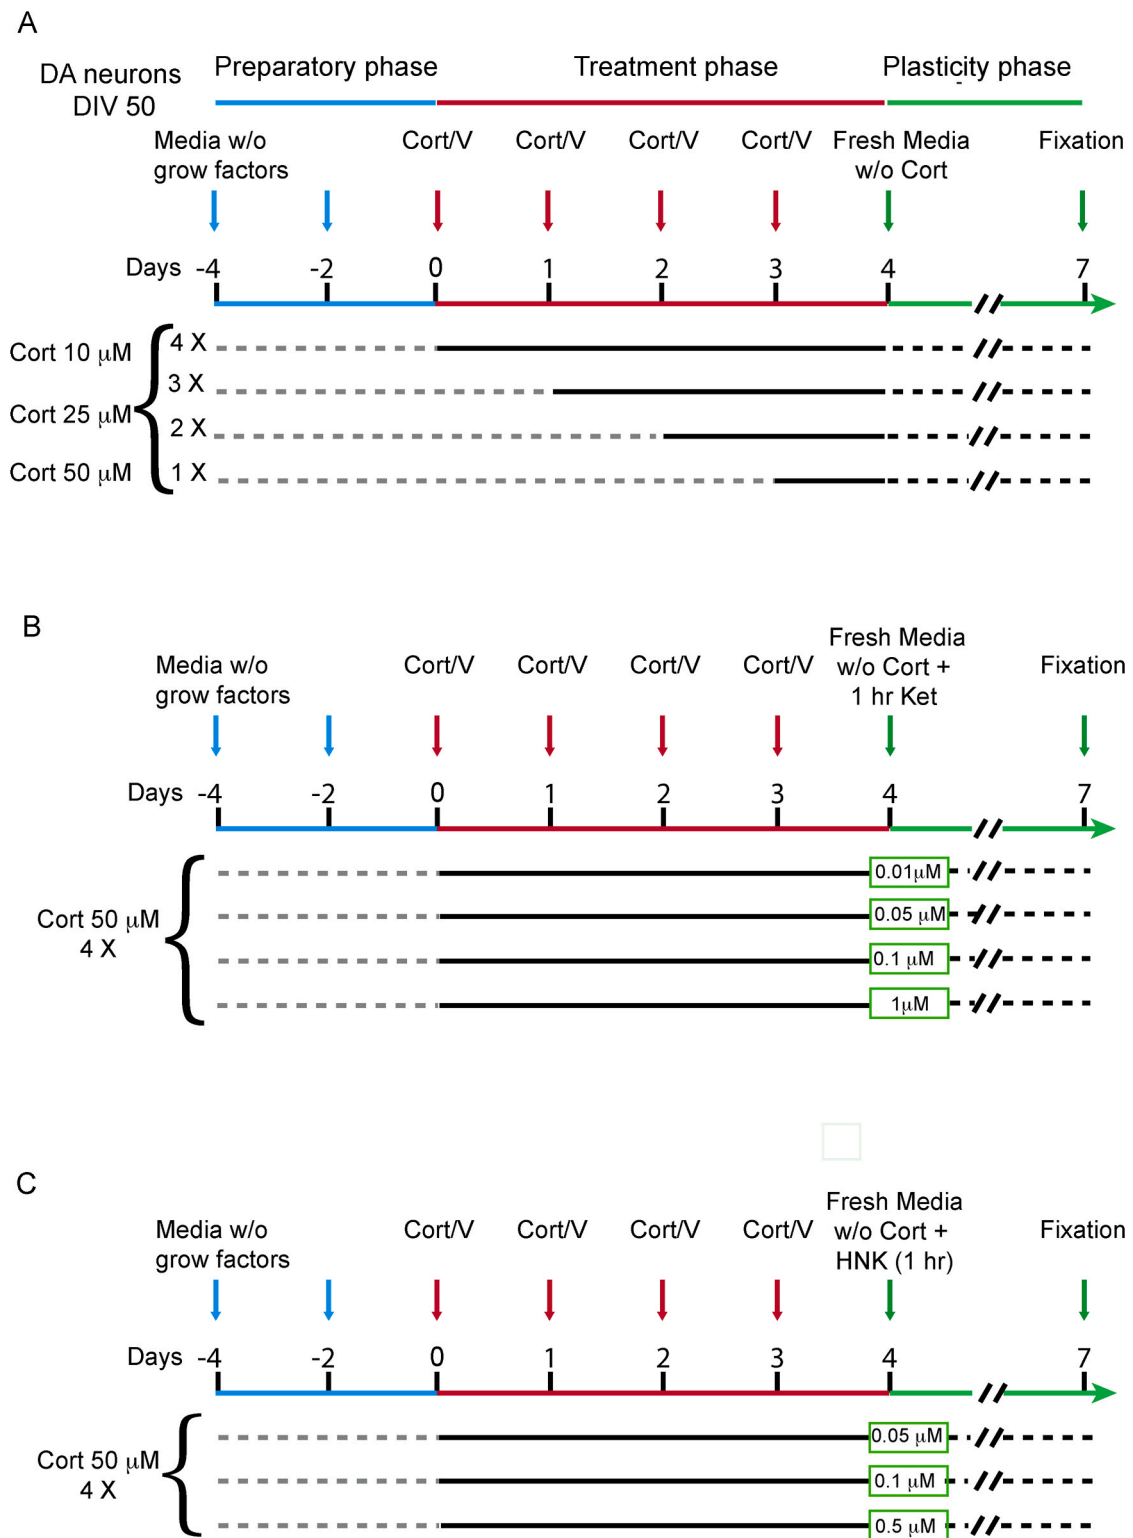 A
DA neurons
DIV 50
Preparatory phase
Treatment phase
Plasticity phase
Media w/o
grow factors
Cort/V
Cort/V
Cort/V
Cort/V
Fresh Media
w/o Cort
Fixation
Days -4 -2 0 1 2 3 4 7
Cort 10 μM
Cort 25 μM
Cort 50 μM
4 X
3 X
2 X
1 X
B
Media w/o
grow factors
Cort/V
Cort/V
Cort/V
Cort/V
Fresh Media
w/o Cort +
1 hr Ket
Fixation
Days -4 -2 0 1 2 3 4 7
Cort 50 μM
4 X
0.01μM
0.05 μM
0.1 μM
1μM
C
Media w/o
grow factors
Cort/V
Cort/V
Cort/V
Cort/V
Fresh Media
w/o Cort +
HNK (1 hr)
Fixation
Days -4 -2 0 1 2 3 4 7
Cort 50 μM
4 X
0.05 μM
0.1 μM
0.5 μM